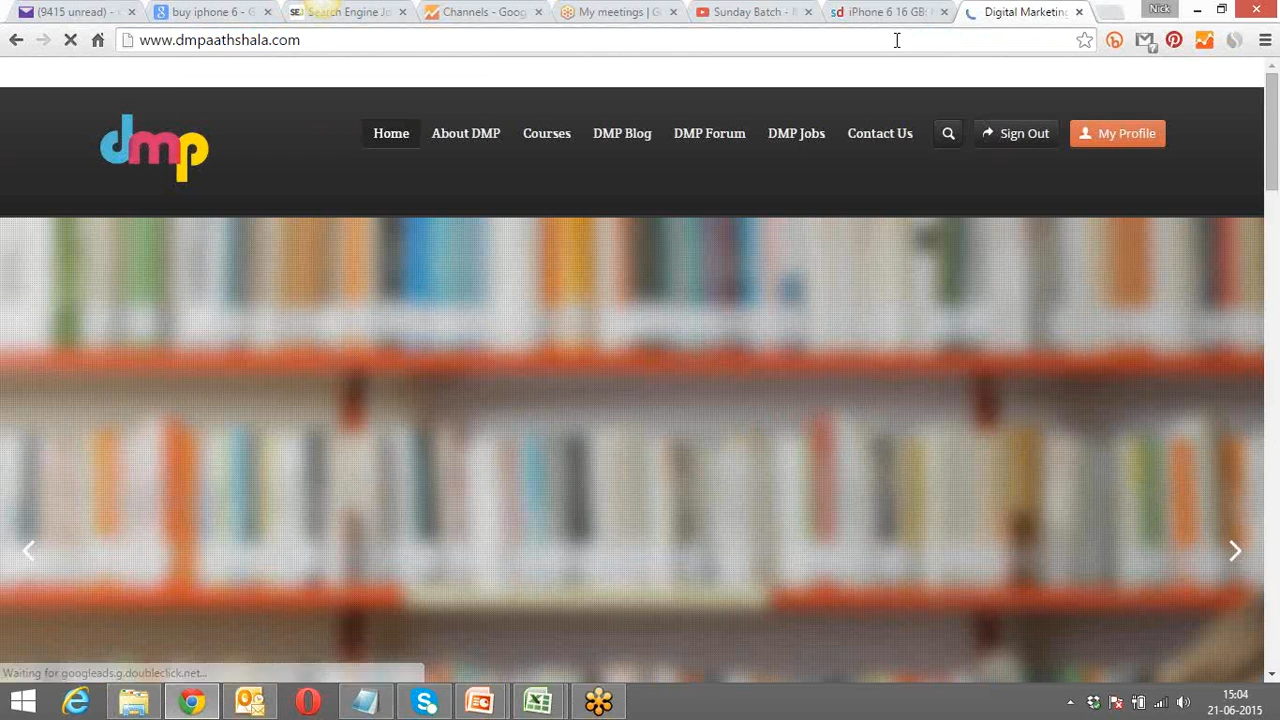 (9415 unread) -
buy iphone 6 - G
Search Engine Jo
Channels - Goog
My meetings | G
Sunday Batch -
iPhone 6 16 GB:
Digital Marketing
Nick
www.dmpaathshala.com
dmp
Home
About DMP
Courses
DMP Blog
DMP Forum
DMP Jobs
Contact Us
Sign Out
My Profile
Waiting for googleads.g.doubleclick.net...
15:04
21-06-2015